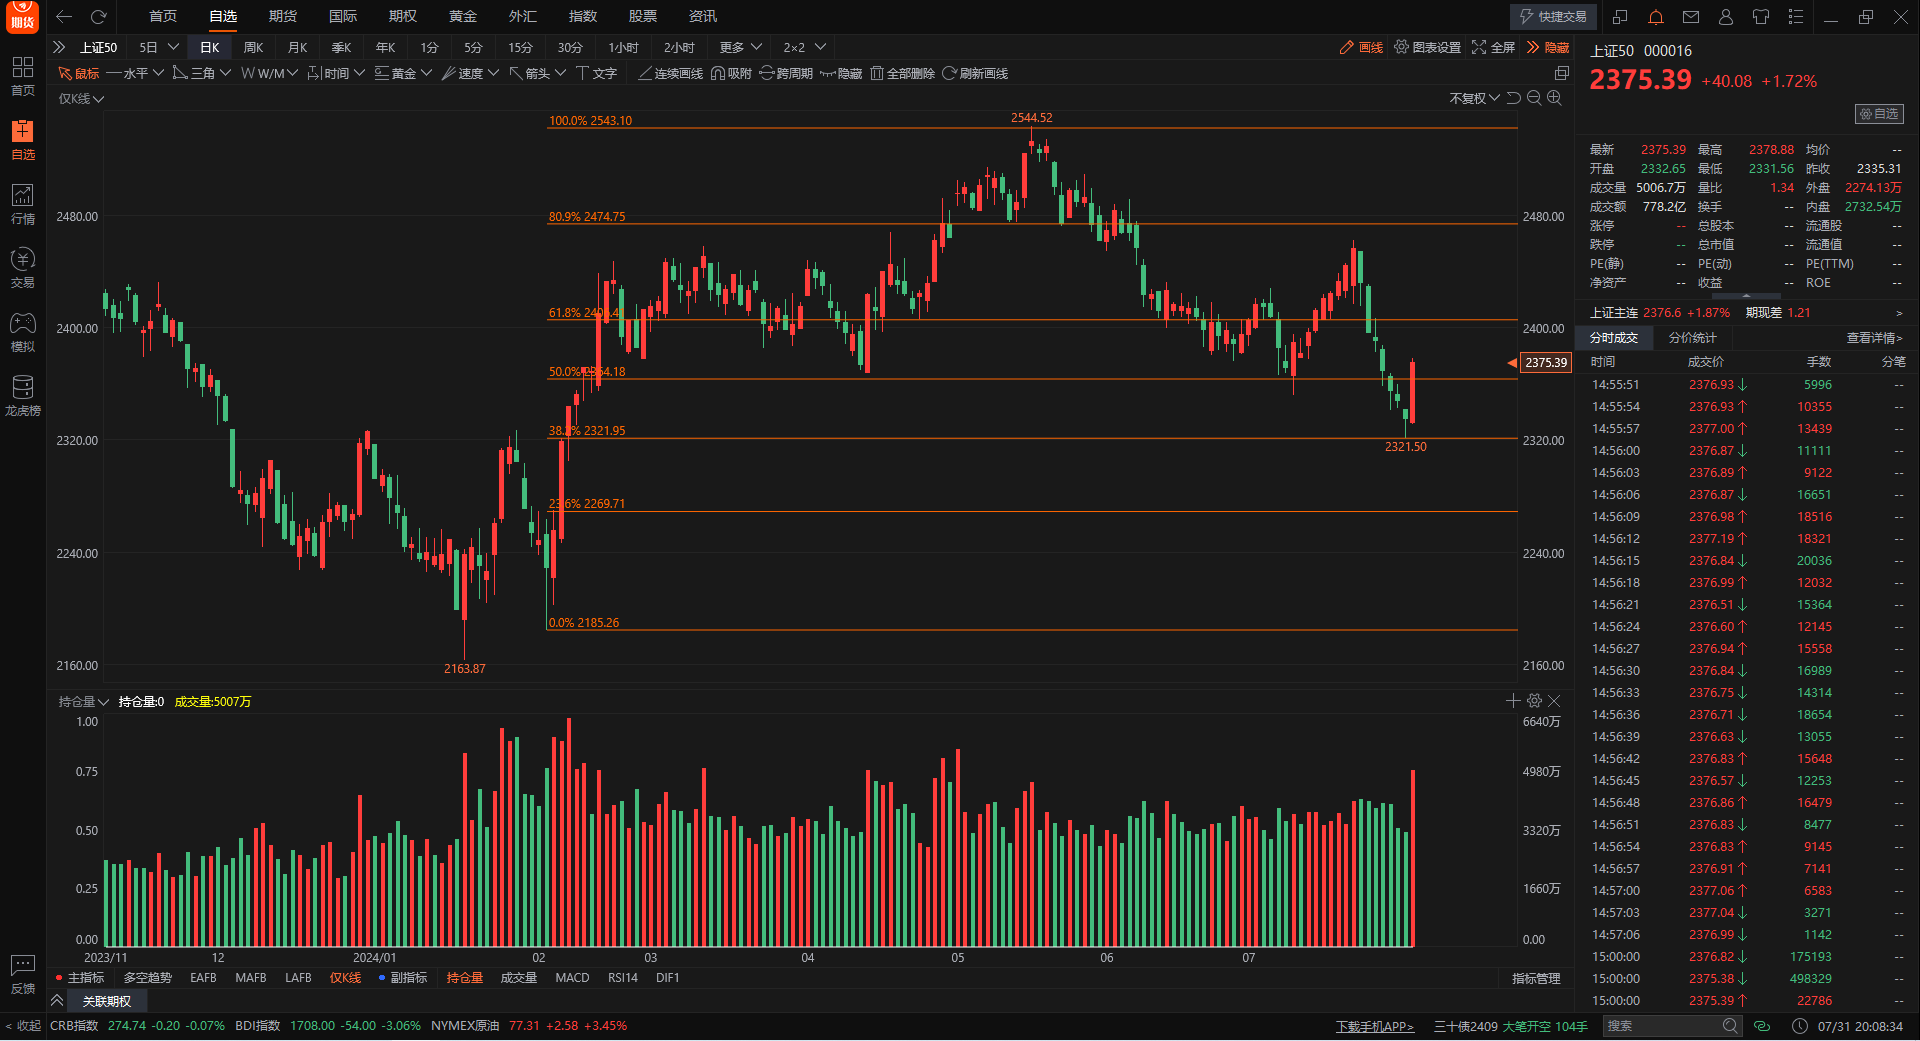 期货
首页 自选 期货 国际 期权 黄金 外汇 指数 股票 资讯
快捷交易
上证50 5日 日K 周K 月K 季K 年K 1分 5分 15分 30分 1小时 2小时 更多 2×2
画线 图表设置 全屏 隐藏
鼠标 水平 三角 W/M 时间 黄金 速度 箭头 文字 连续画线 吸附 跨周期 隐藏 全部删除 刷新画线
仅K线
不复权
首页
自选
行情
交易
模拟
龙虎榜
反馈
< 收起
100.0% 2543.10
2544.52
80.9% 2474.75
50.0% 2364.18
38.2% 2321.95
23.6% 2269.71
0.0% 2185.26
2163.87
2321.50
2480.00 2480.00
2400.00 2400.00
2375.39
2320.00 2320.00
2240.00 2240.00
2160.00 2160.00
持仓量 持仓量:0 成交量:5007万
1.00 6640万
0.75 4980万
0.50 3320万
0.25 1660万
0.00 0.00
2023/11 12 2024/01 02 03 04 05 06 07
主指标 多空趋势 EAFB MAFB LAFB 仅K线 副指标 持仓量 成交量 MACD RSI14 DIF1 指标管理
关联期权
上证50 000016
2375.39 +40.08 +1.72%
自选
最新 2375.39 最高 2378.88 均价 --
开盘 2332.65 最低 2331.56 昨收 2335.31
成交量 5006.7万 量比 1.34 外盘 2274.13万
成交额 778.2亿 换手 -- 内盘 2732.54万
涨停 -- 总股本 -- 流通股 --
跌停 -- 总市值 -- 流通值 --
PE(静) -- PE(动) -- PE(TTM) --
净资产 -- 收益 -- ROE --
上证主连 2376.6 +1.87% 期现差 1.21 >
分时成交 分价统计 查看详情>
时间 成交价 手数 分笔
14:55:51 2376.93↓ 5996 --
14:55:54 2376.93↑ 10355 --
14:55:57 2377.00↑ 13439 --
14:56:00 2376.87↓ 11111 --
14:56:03 2376.89↑ 9122 --
14:56:06 2376.87↓ 16651 --
14:56:09 2376.98↑ 18516 --
14:56:12 2377.19↑ 18321 --
14:56:15 2376.84↓ 20036 --
14:56:18 2376.99↑ 12032 --
14:56:21 2376.51↓ 15364 --
14:56:24 2376.60↑ 12145 --
14:56:27 2376.94↑ 15558 --
14:56:30 2376.84↓ 16989 --
14:56:33 2376.75↓ 14314 --
14:56:36 2376.71↓ 18654 --
14:56:39 2376.63↓ 13055 --
14:56:42 2376.83↑ 15648 --
14:56:45 2376.57↓ 12253 --
14:56:48 2376.86↑ 16479 --
14:56:51 2376.83↓ 8477 --
14:56:54 2376.83↑ 9145 --
14:56:57 2376.91↑ 7141 --
14:57:00 2377.06↑ 6583 --
14:57:03 2377.04↓ 3271 --
14:57:06 2376.99↓ 1142 --
15:00:00 2376.82↓ 175193 --
15:00:00 2375.38↓ 498329 --
15:00:00 2375.39↑ 22786 --
CRB指数 274.74 -0.20 -0.07% BDI指数 1708.00 -54.00 -3.06% NYMEX原油 77.31 +2.58 +3.45%
下载手机APP> 三十债2409 大笔开空 104手 搜索 07/31 20:08:34